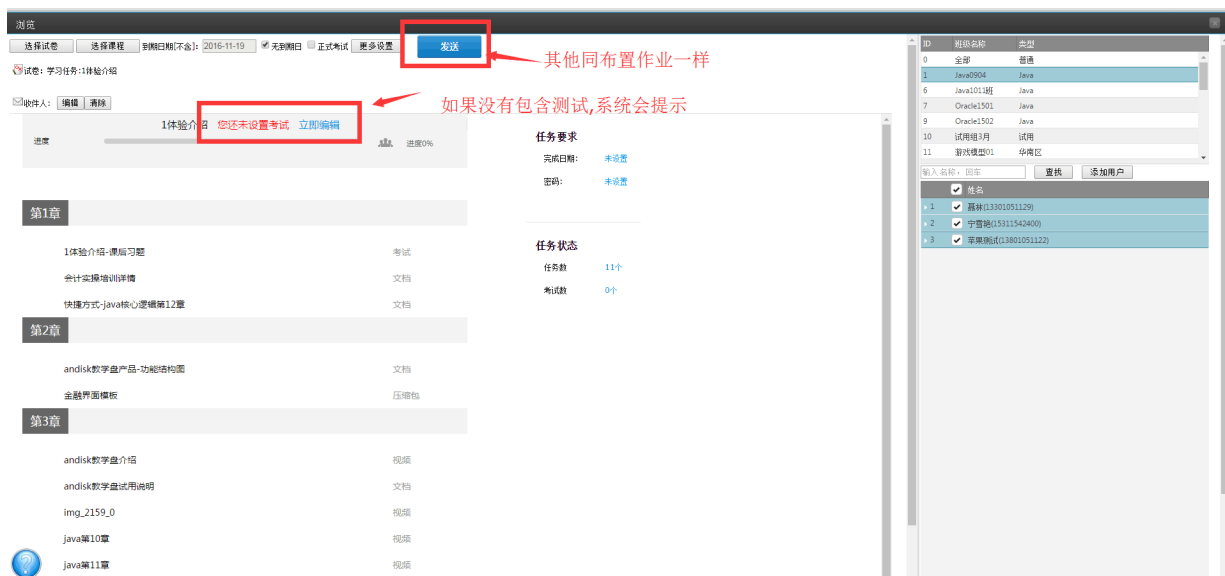 浏览
选择试卷 选择课程 到期日期[不含]: 2016-11-19 无到期日 正式考试 更多设置 发送
其他同布置作业一样
试卷: 学习任务:1体验介绍
收件人: 编辑 清除
如果没有包含测试,系统会提示
1体验介绍 您还未设置考试 立即编辑
进度 进度0%
第1章
1体验介绍-课后习题 考试
会计实操培训详情 文档
快捷方式-java核心逻辑第12章 文档
第2章
andisk教学盘产品-功能结构图 文档
金融界面模板 压缩包
第3章
andisk教学盘介绍 视频
andisk教学盘试用说明 文档
img_2159_0 视频
java第10章 视频
java第11章 视频
任务要求
完成日期: 未设置
密码: 未设置
任务状态
任务数 11个
考试数 0个
ID 班级名称 类型
0 全部 普通
1 Java0904 Java
6 Java1011班 Java
7 Oracle1501 Java
9 Oracle1502 Java
10 试用组3月 试用
11 游戏模型01 华南区
输入名称, 回车 查找 添加用户
姓名
1 聂林(13301051129)
2 宁雪艳(15311542400)
3 苹果测试(13801051122)